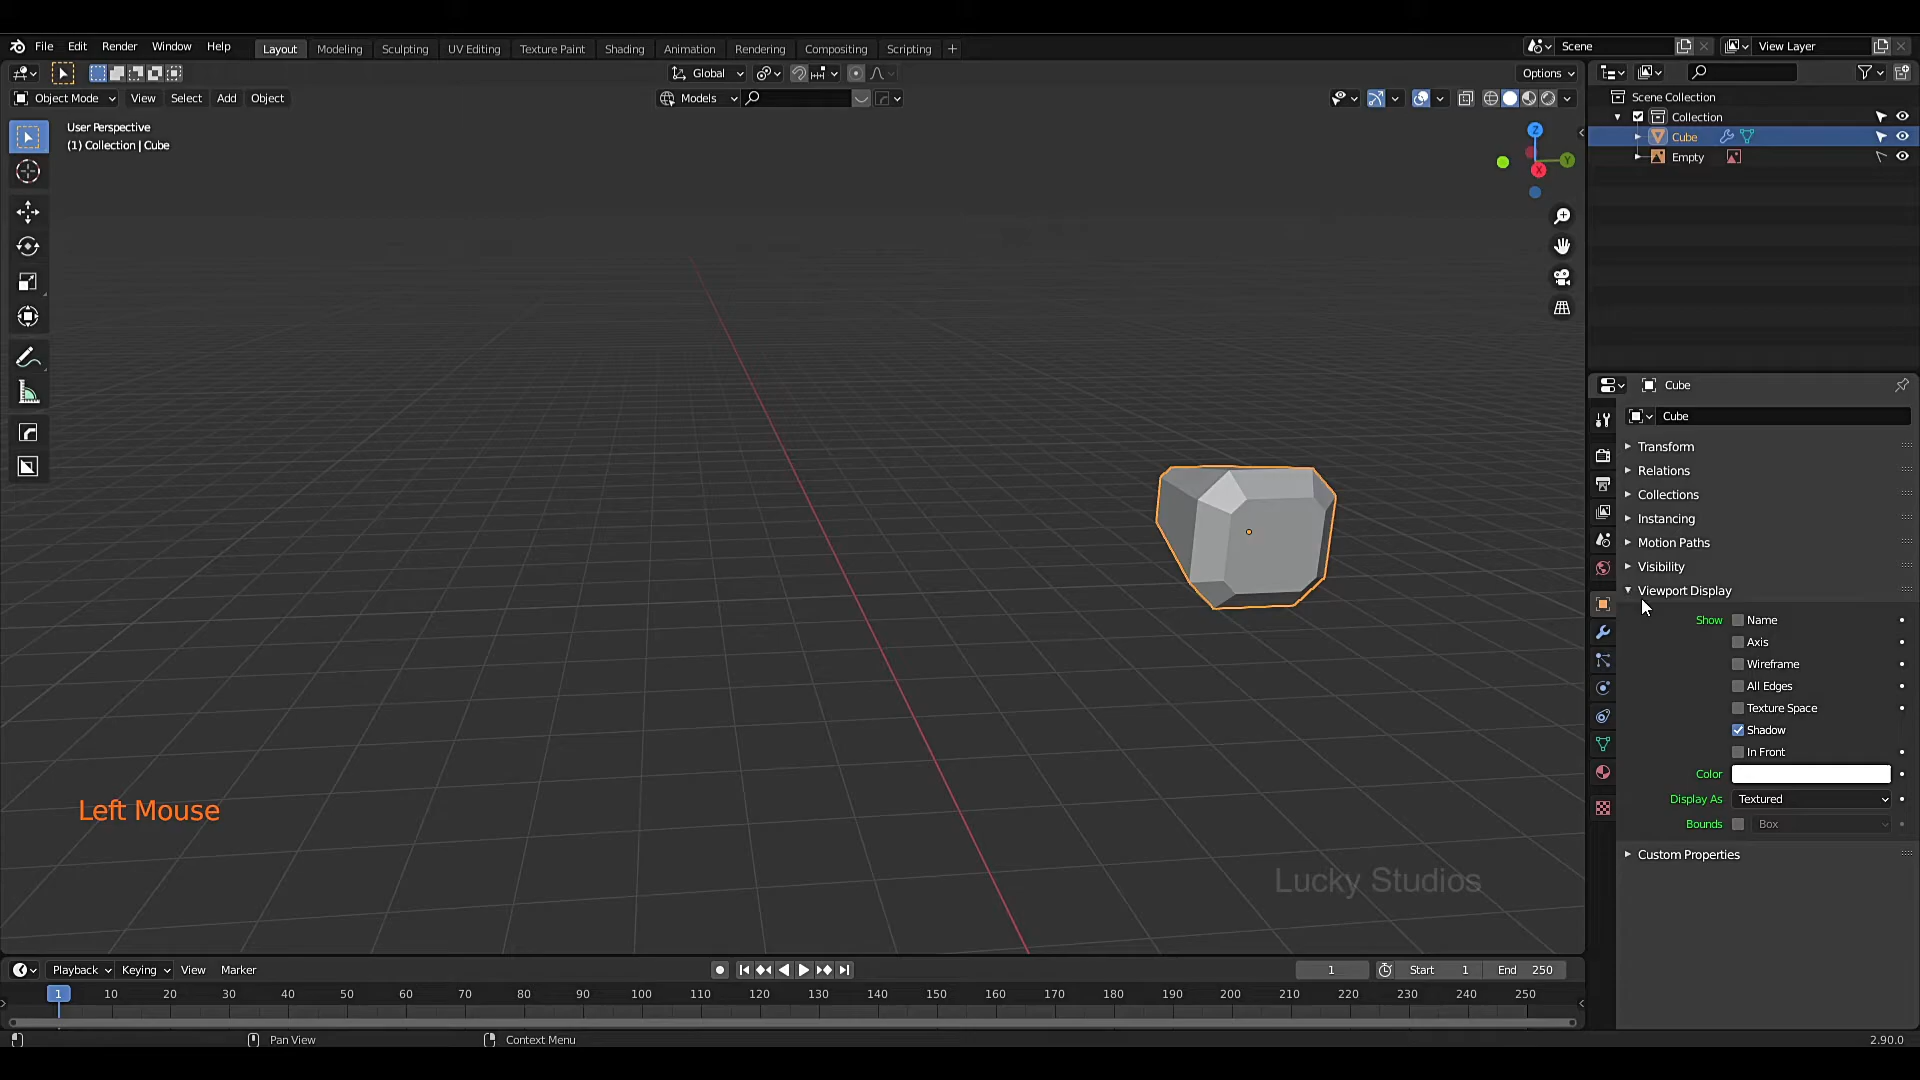 File Edit Render Window Help Layout Modeling Sculpting UV Editing Texture Paint Shading Animation Rendering Compositing Scripting + Scene View Layer
Global Options
Object Mode View Select Add Object Models
User Perspective
(1) Collection | Cube
Z
Y
X
Scene Collection
Collection
Cube
Empty
Cube
Cube
Transform
Relations
Collections
Instancing
Motion Paths
Visibility
Viewport Display
Show Name
Axis
Wireframe
All Edges
Texture Space
Shadow
In Front
Color
Display As Textured
Bounds Box
Custom Properties
Left Mouse
Lucky Studios
Playback Keying View Marker 1 Start 1 End 250
1 10 20 30 40 50 60 70 80 90 100 110 120 130 140 150 160 170 180 190 200 210 220 230 240 250
Pan View Context Menu 2.90.0